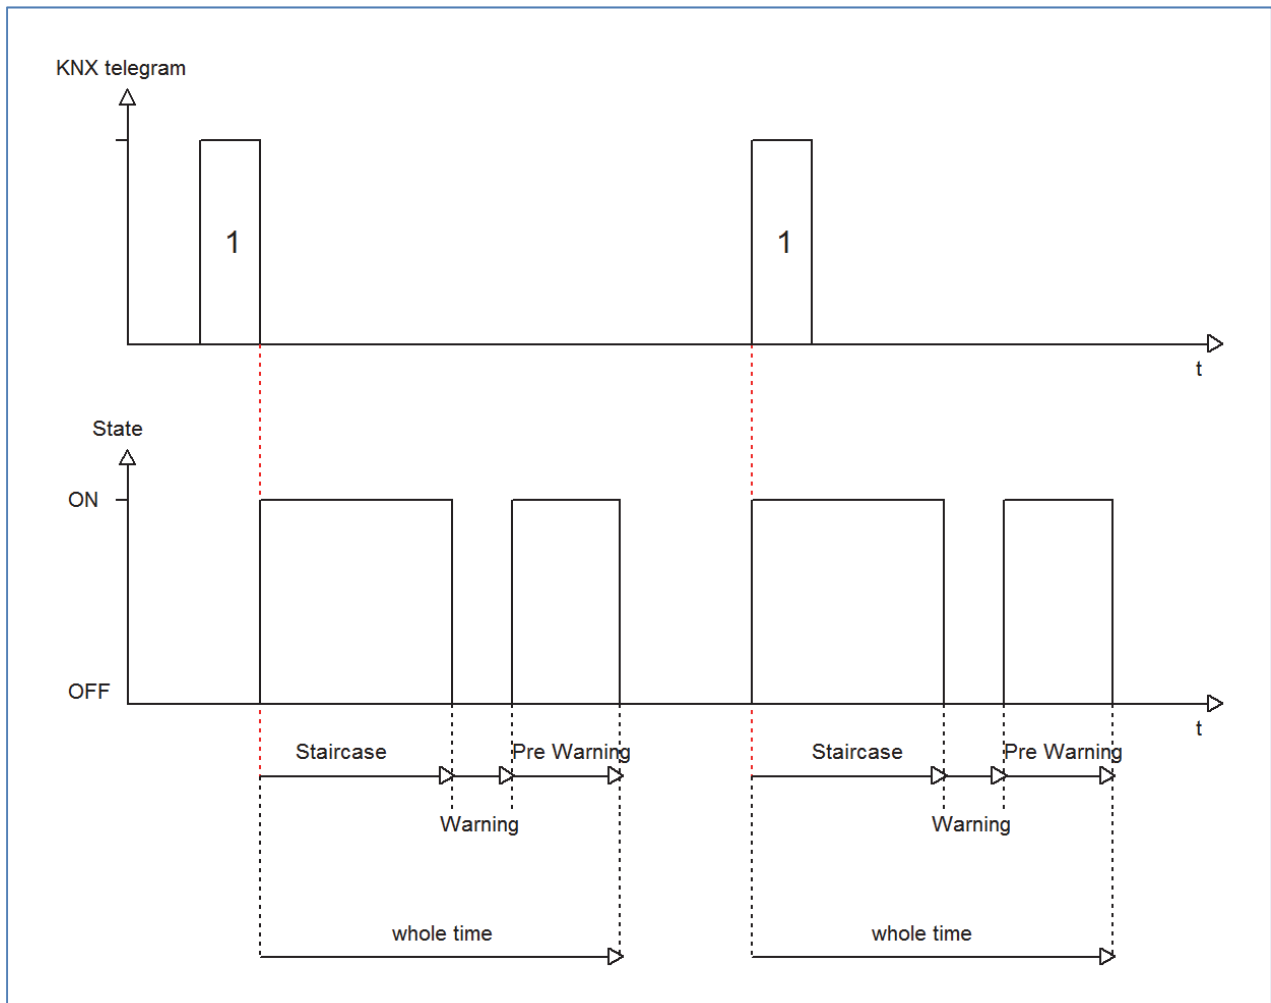 KNX telegram
1
1
t
State
ON
OFF
t
Staircase
Pre Warning
Staircase
Pre Warning
Warning
Warning
whole time
whole time